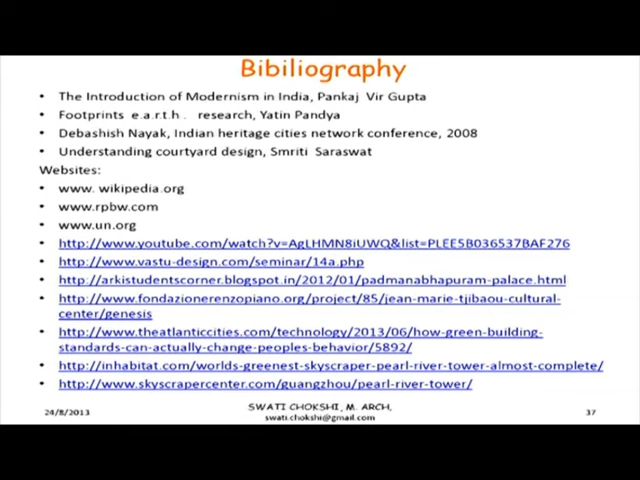 Bibiliography
• The Introduction of Modernism in India, Pankaj Vir Gupta
• Footprints e.a.r.t.h . research, Yatin Pandya
• Debashish Nayak, Indian heritage cities network conference, 2008
• Understanding courtyard design, Smriti Saraswat
Websites:
• www. wikipedia.org
• www.rpbw.com
• www.un.org
• http://www.youtube.com/watch?v=AgLHMN8iUWQ&list=PLEE5B036537BAF276
• http://www.vastu-design.com/seminar/14a.php
• http://arkistudentscorner.blogspot.in/2012/01/padmanabhapuram-palace.html
• http://www.fondazionerenzopiano.org/project/85/jean-marie-tjibaou-cultural-
center/genesis
• http://www.theatlanticcities.com/technology/2013/06/how-green-building-
standards-can-actually-change-peoples-behavior/5892/
• http://inhabitat.com/worlds-greenest-skyscraper-pearl-river-tower-almost-complete/
• http://www.skyscrapercenter.com/guangzhou/pearl-river-tower/
24/8/2013
SWATI CHOKSHI, M. ARCH,
swati.chokshi@gmail.com
37